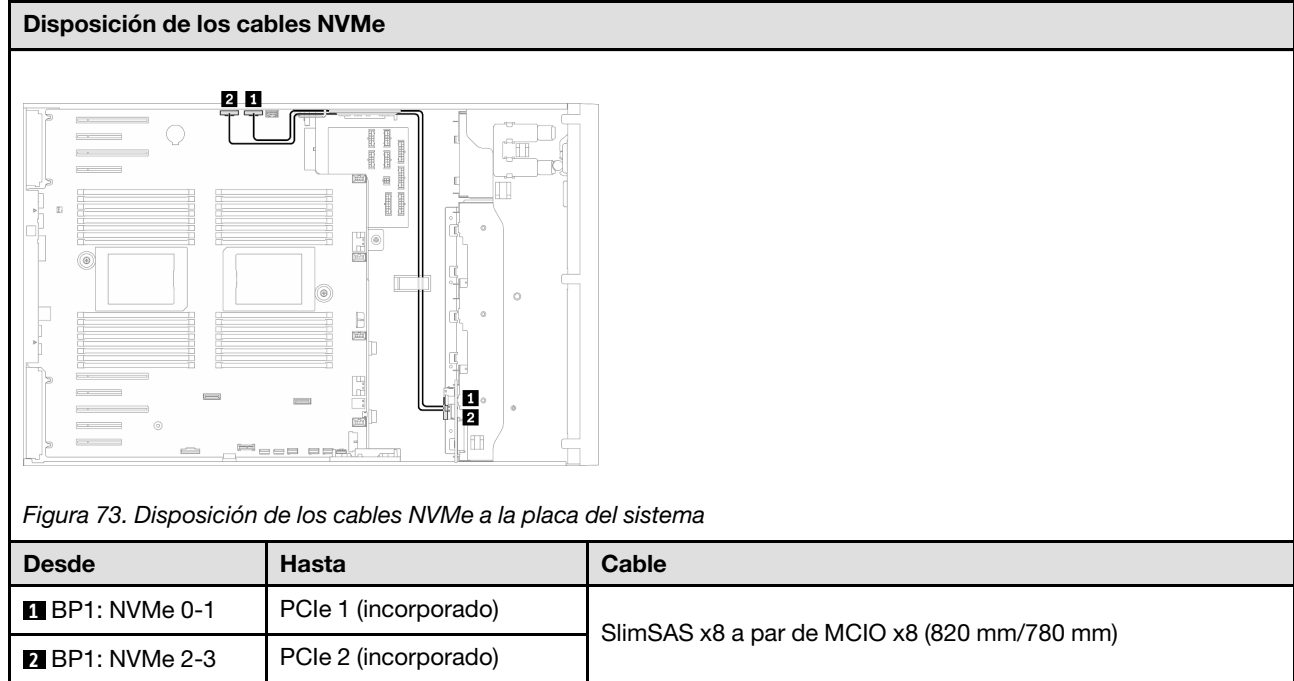 Disposición de los cables NVMe
2 1
1
2
Figura 73. Disposición de los cables NVMe a la placa del sistema
Desde Hasta Cable
1 BP1: NVMe 0-1 PCIe 1 (incorporado)
SlimSAS x8 a par de MCIO x8 (820 mm/780 mm)
2 BP1: NVMe 2-3 PCIe 2 (incorporado)